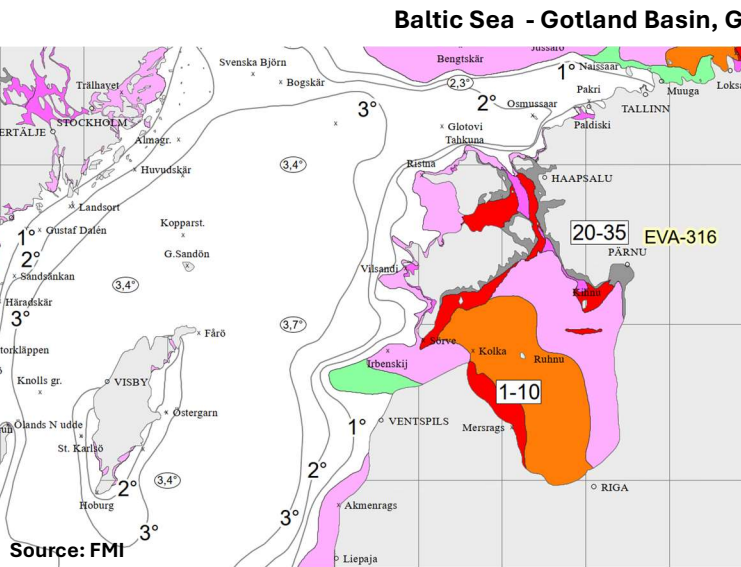 Baltic Sea - Gotland Basin, G
Jussarö
Bengtskär
Svenska Björn
Bogskär
Naissaar
1°
2,3°
2°
3°
Trälhavet
Osmussaar
Pakri
Muuga
Loksa
TALLINN
STOCKHOLM
ERTÄLJE
Paldiski
Glotovi
Tahkuna
Almagr.
Huvudskär
3,4°
Ristna
HAAPSALU
Landsort
Kopparst.
1°
Gustaf Dalén
20-35
EVA-316
PÄRNU
2°
G.Sandön
Vilsandi
Sandsänkan
3,4°
Kihnu
Häradskär
3°
3,7°
Fårö
Sõrve
torkläppen
Irbenskij
Kolka
Ruhnu
Knolls gr.
VISBY
1-10
Östergarn
Ölands N udde
1°
VENTSPILS
Mersrags
St. Karlsö
2°
3,4°
2°
RIGA
Hoburg
Akmenrags
3°
3°
Source: FMI
Liepaja